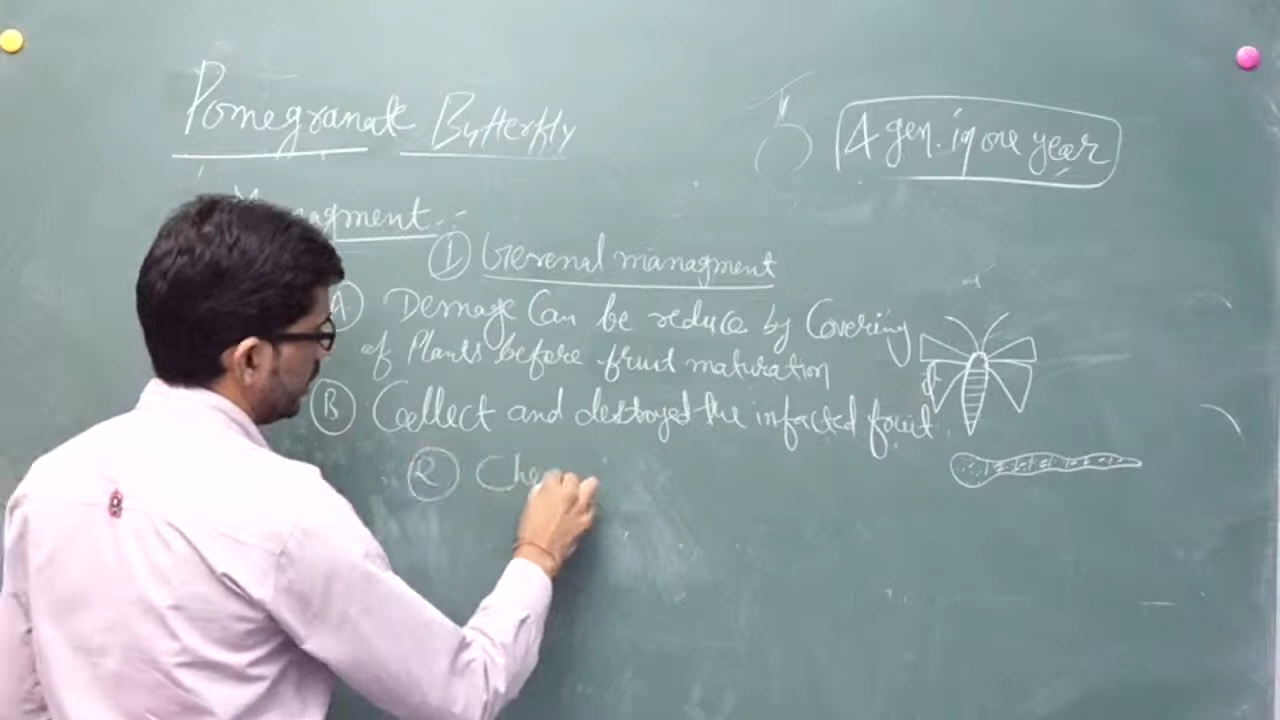 Pomegranate Butterfly
4 gen. in one year
Managment :-
① General managment
A) Demage Can be reduce by Covering
of Plants before fruit maturation
Ⓑ Collect and destroyed the infacted fruit.
② Che